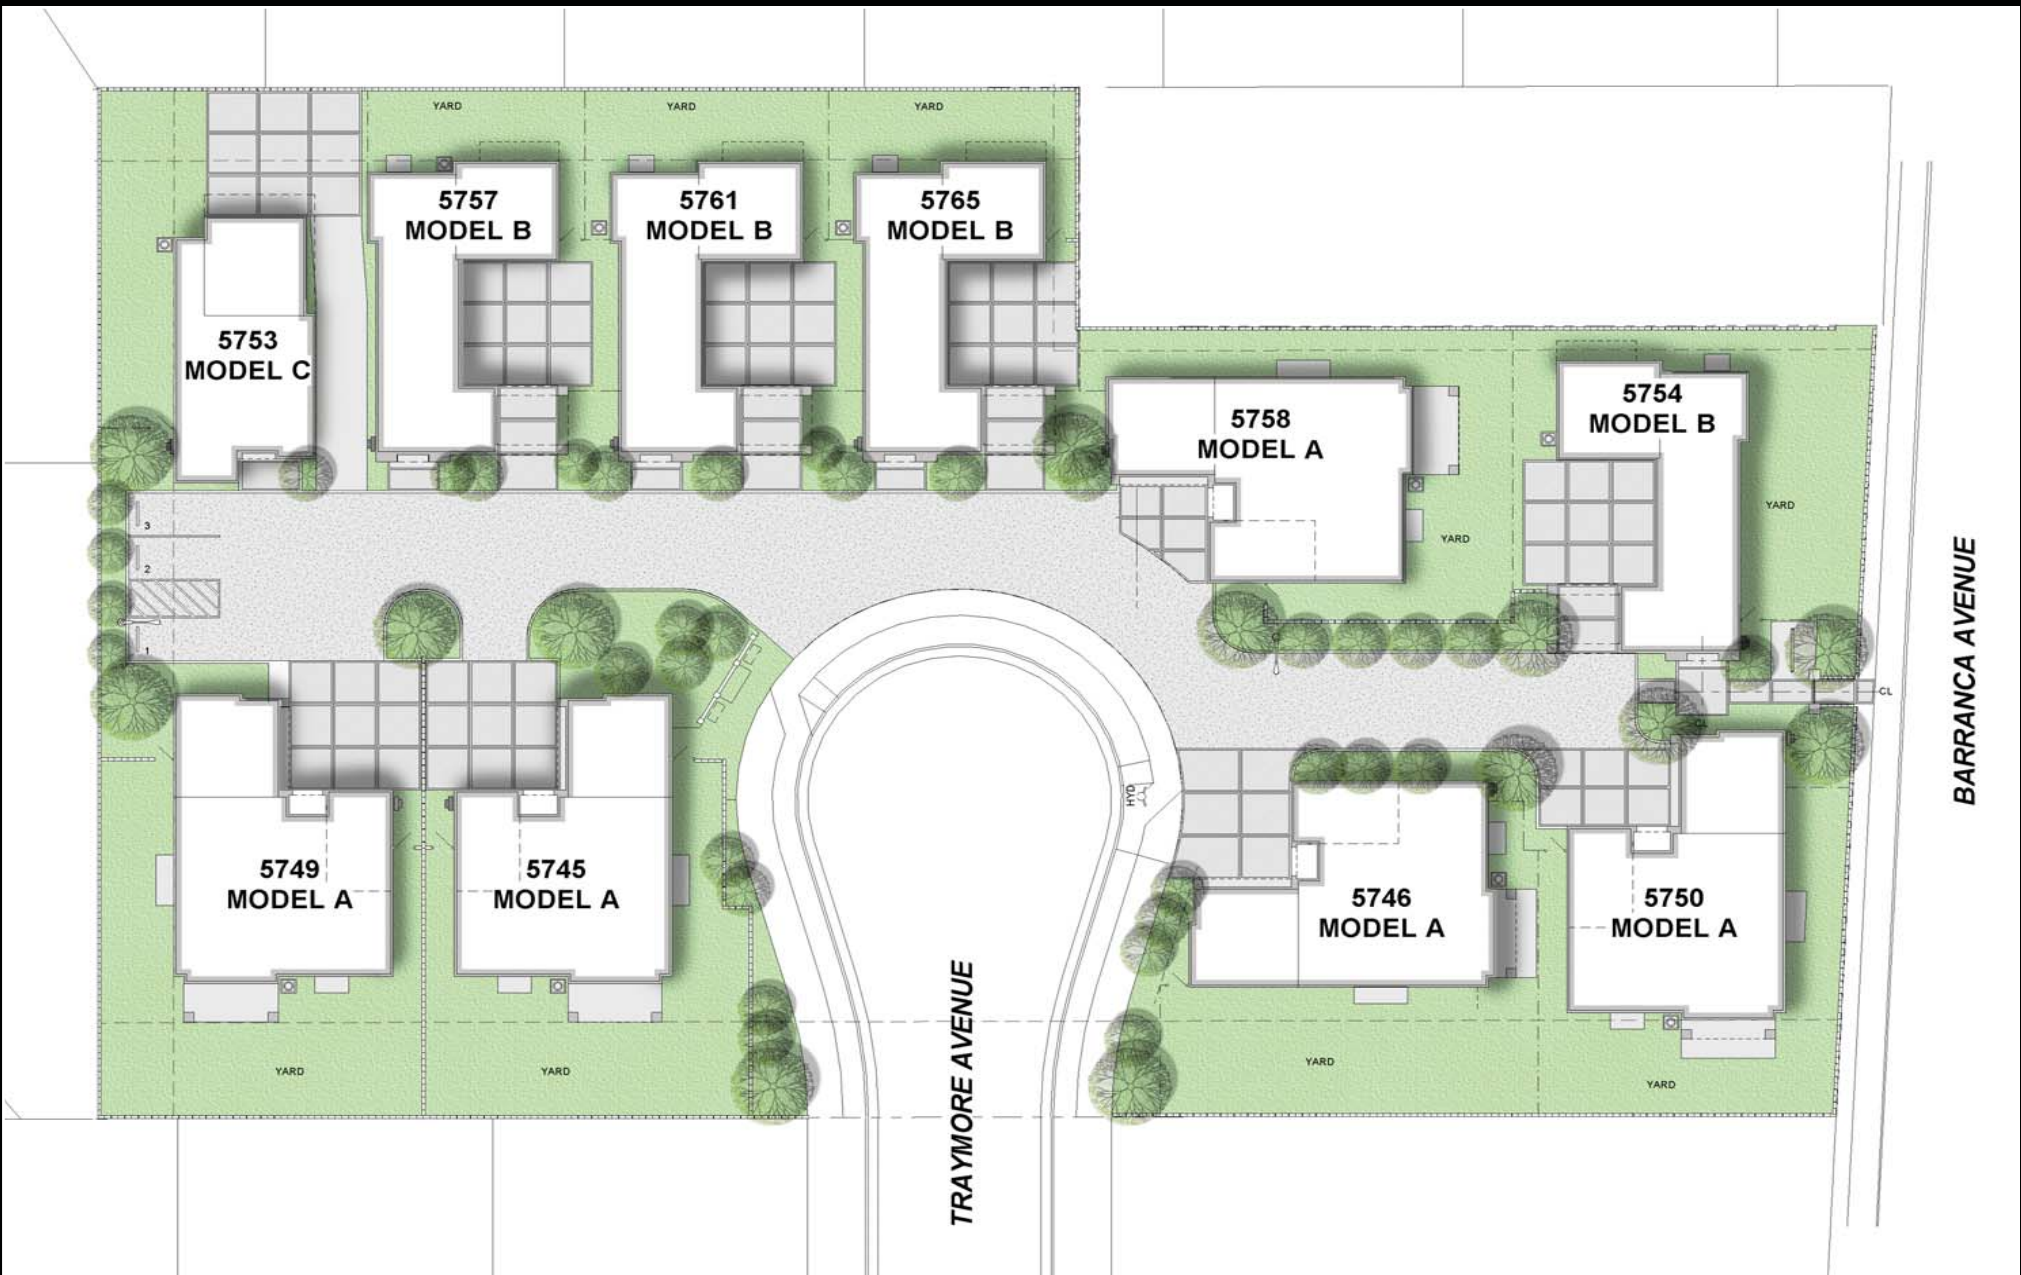 YARD
YARD
YARD
5757
MODEL B
5761
MODEL B
5765
MODEL B
5753
MODEL C
5758
MODEL A
5754
MODEL B
YARD
YARD
3
2
1
CL
CL
HYD
5749
MODEL A
5745
MODEL A
5746
MODEL A
5750
MODEL A
YARD
YARD
YARD
YARD
TRAYMORE AVENUE
BARRANCA AVENUE